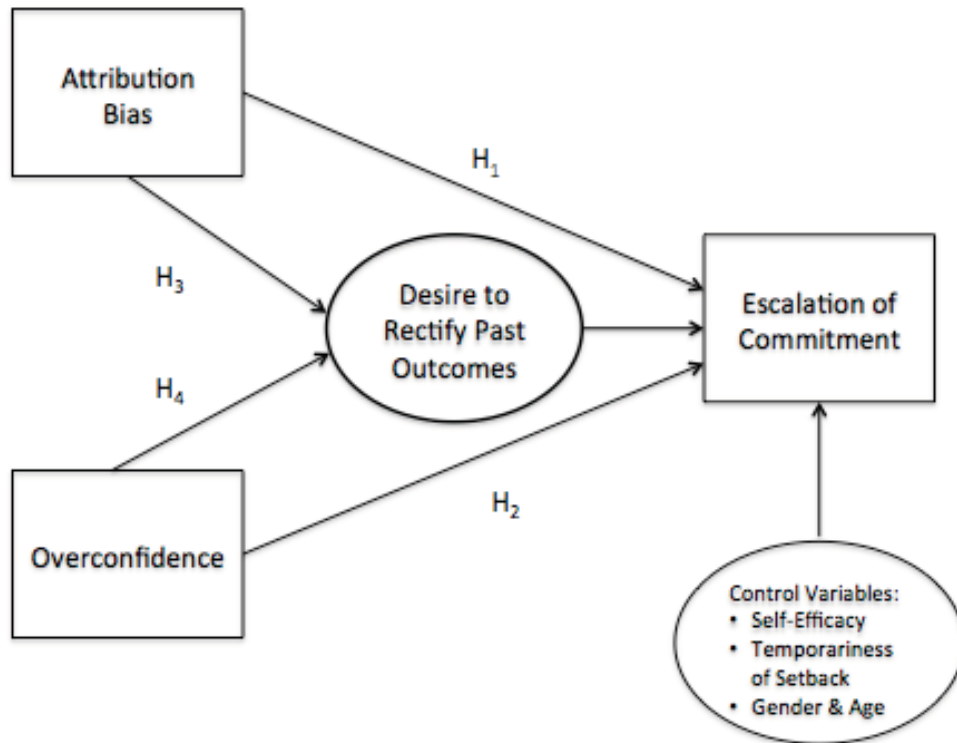 Attribution
Bias
H₁
H₃
Desire to
Rectify Past
Outcomes
Escalation of
Commitment
H₄
H₂
Overconfidence
Control Variables:
• Self-Efficacy
• Temporariness
of Setback
• Gender & Age